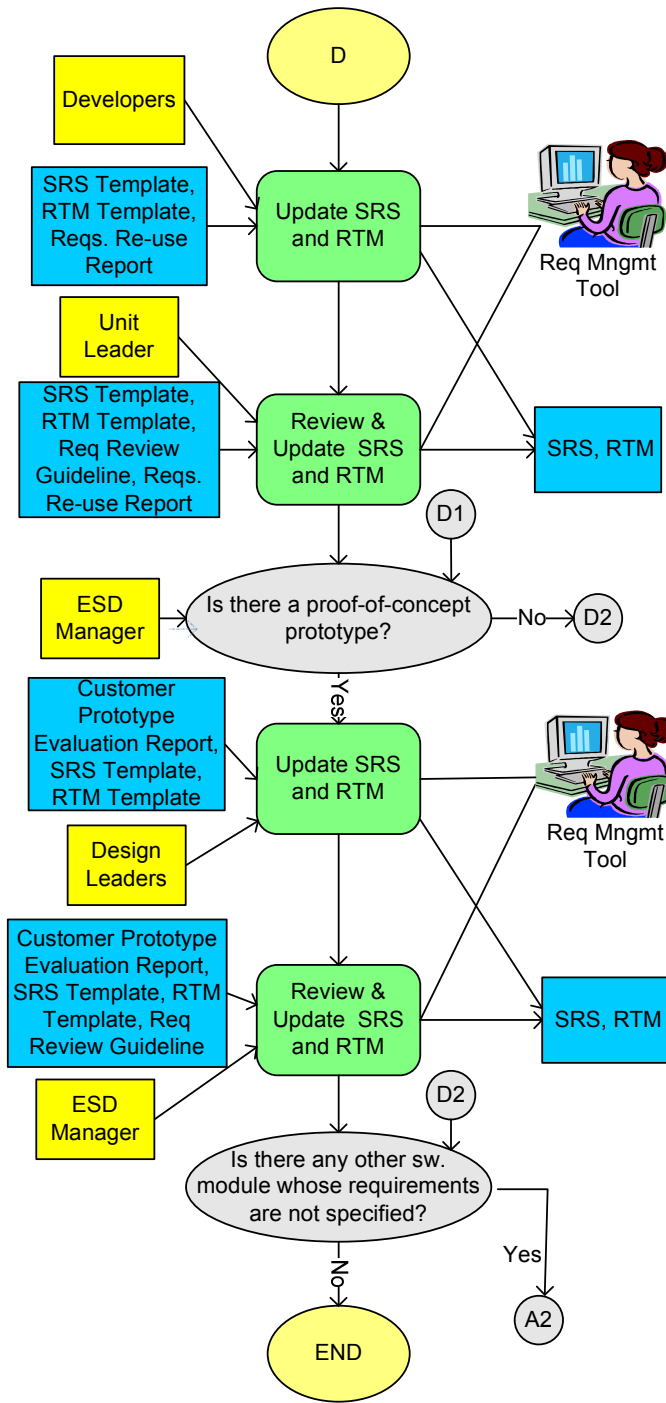 D
Developers
SRS Template,
RTM Template,
Reqs. Re-use
Report
Update SRS
and RTM
Req Mngmt
Tool
Unit
Leader
SRS Template,
RTM Template,
Req Review
Guideline, Reqs.
Re-use Report
Review &
Update SRS
and RTM
SRS, RTM
D1
ESD
Manager
Is there a proof-of-concept
prototype?
No
D2
Yes
Customer
Prototype
Evaluation Report,
SRS Template,
RTM Template
Update SRS
and RTM
Req Mngmt
Tool
Design
Leaders
Customer Prototype
Evaluation Report,
SRS Template, RTM
Template, Req
Review Guideline
Review &
Update SRS
and RTM
SRS, RTM
ESD
Manager
D2
Is there any other sw.
module whose requirements
are not specified?
Yes
No
A2
END